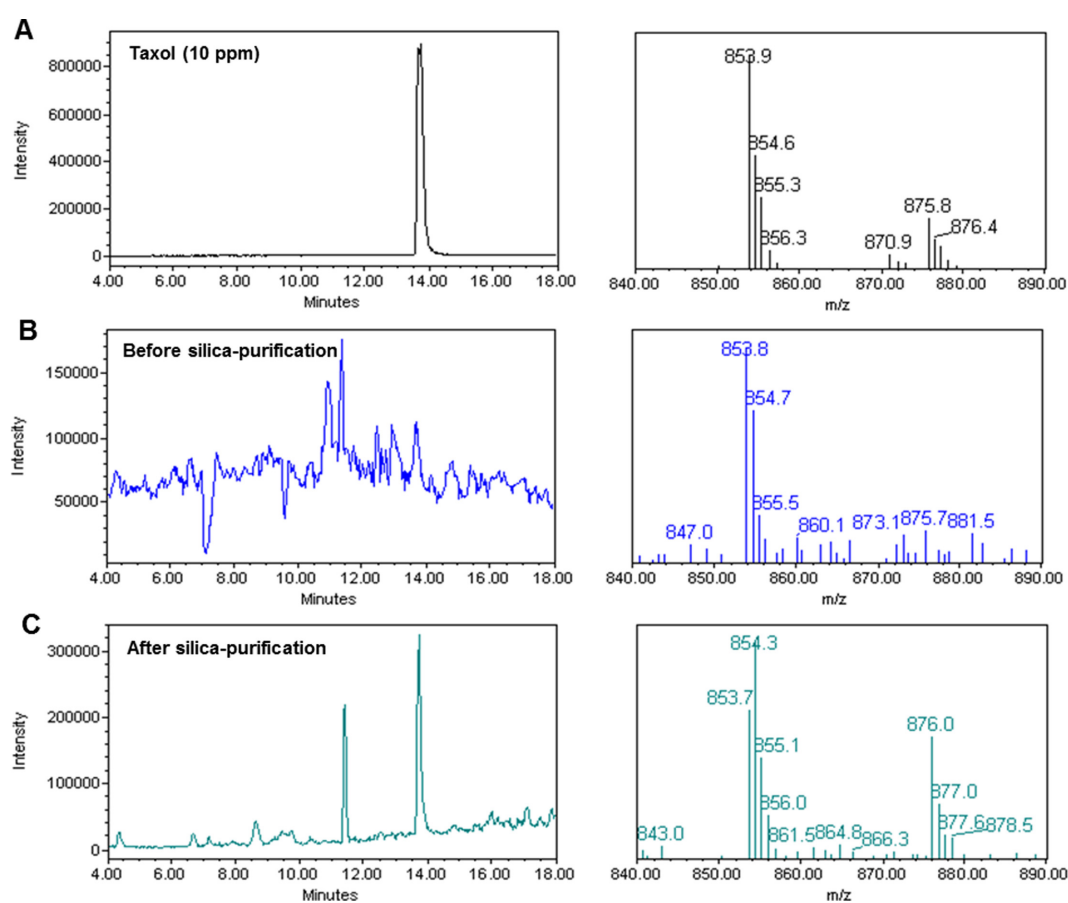 A
Taxol (10 ppm)
Intensity
800000
600000
400000
200000
0
4.00 6.00 8.00 10.00 12.00 14.00 16.00 18.00
Minutes
853.9
854.6
855.3
856.3
870.9
875.8
876.4
840.00 850.00 860.00 870.00 880.00 890.00
m/z
B
Before silica-purification
Intensity
150000
100000
50000
4.00 6.00 8.00 10.00 12.00 14.00 16.00 18.00
Minutes
853.8
854.7
855.5
847.0
860.1
873.1
875.7
881.5
840.00 850.00 860.00 870.00 880.00 890.00
m/z
C
After silica-purification
Intensity
300000
200000
100000
0
4.00 6.00 8.00 10.00 12.00 14.00 16.00 18.00
Minutes
854.3
853.7
855.1
856.0
843.0
861.5
864.8
866.3
876.0
877.0
877.6
878.5
840.00 850.00 860.00 870.00 880.00 890.00
m/z